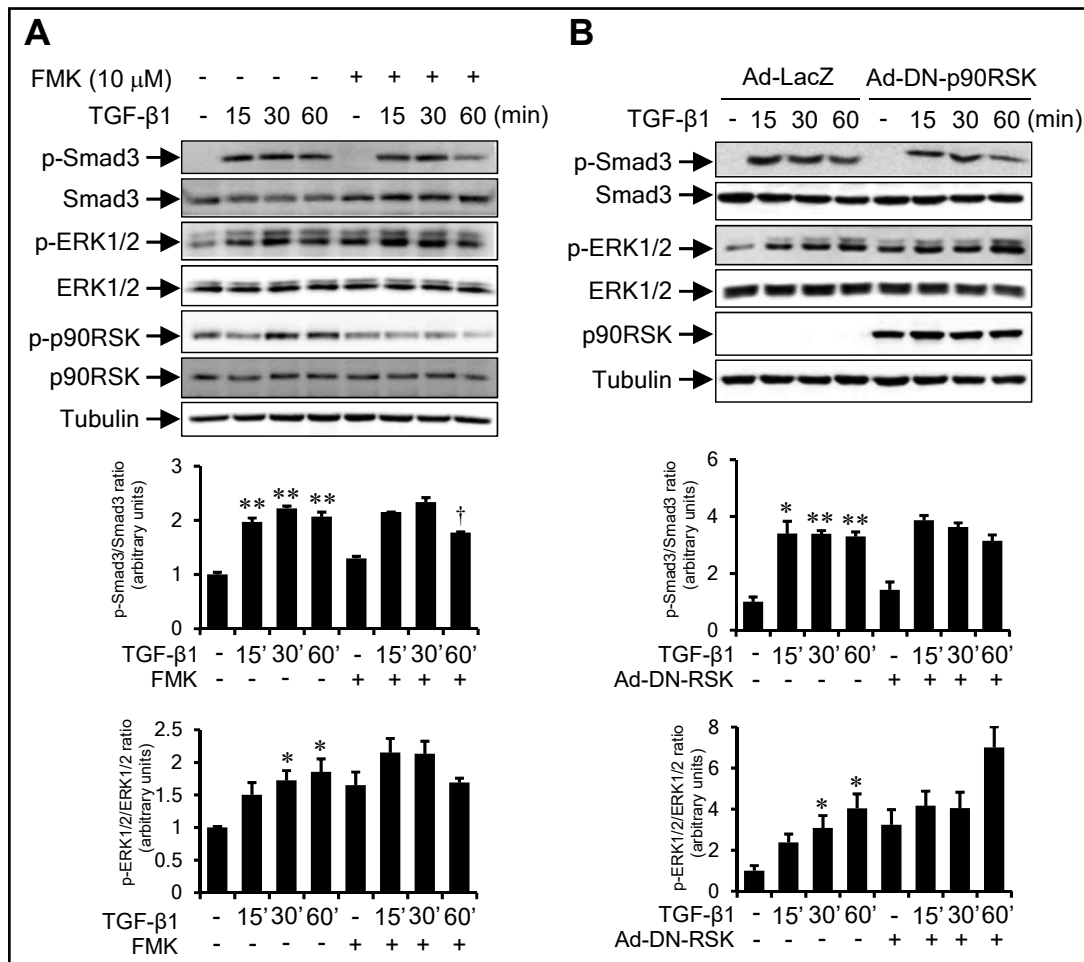 A
FMK (10 μM) - - - - + + + +
TGF-β1 - 15 30 60 - 15 30 60 (min)
p-Smad3
Smad3
p-ERK1/2
ERK1/2
p-p90RSK
p90RSK
Tubulin
p-Smad3/Smad3 ratio
(arbitrary units)
3
2
1
0
** ** ** †
TGF-β1 - 15’ 30’ 60’ - 15’ 30’ 60’
FMK - - - - + + + +
p-ERK1/2/ERK1/2 ratio
(arbitrary units)
2.5
2
1.5
1
0.5
0
* *
TGF-β1 - 15’ 30’ 60’ - 15’ 30’ 60’
FMK - - - - + + + +
B
Ad-LacZ Ad-DN-p90RSK
TGF-β1 - 15 30 60 - 15 30 60 (min)
p-Smad3
Smad3
p-ERK1/2
ERK1/2
p90RSK
Tubulin
p-Smad3/Smad3 ratio
(arbitrary units)
6
4
2
0
* ** **
TGF-β1 - 15’ 30’ 60’ - 15’ 30’ 60’
Ad-DN-RSK - - - - + + + +
p-ERK1/2/ERK1/2 ratio
(arbitrary units)
8
6
4
2
0
* *
TGF-β1 - 15’ 30’ 60’ - 15’ 30’ 60’
Ad-DN-RSK - - - - + + + +